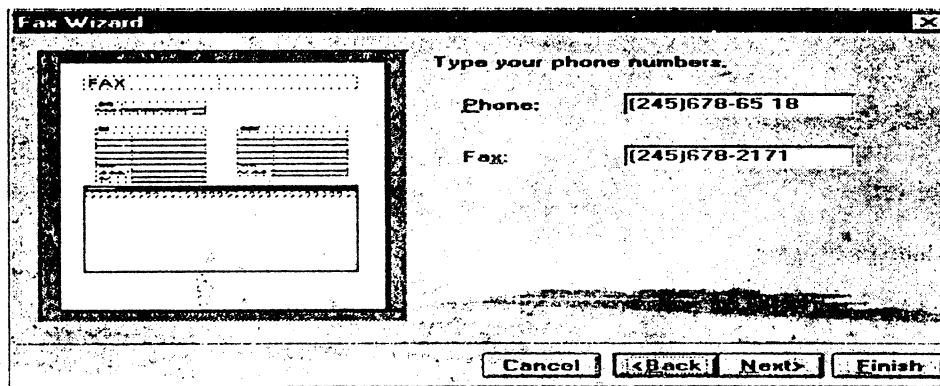 Fax Wizard
FAX
Type your phone numbers.
Phone: (245)678-65 18
Fax: (245)678-2171
Cancel <Back Next> Finish